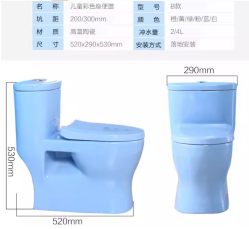 名 称 儿童彩色座便器 型 号 B款
坑 距 200/300mm 颜 色 橙/黄/绿/粉/蓝/白
材 质 高温陶瓷 冲水量 2/4L
尺 寸 520x290x530mm 安装方式 落地安装
290mm
530mm
520mm